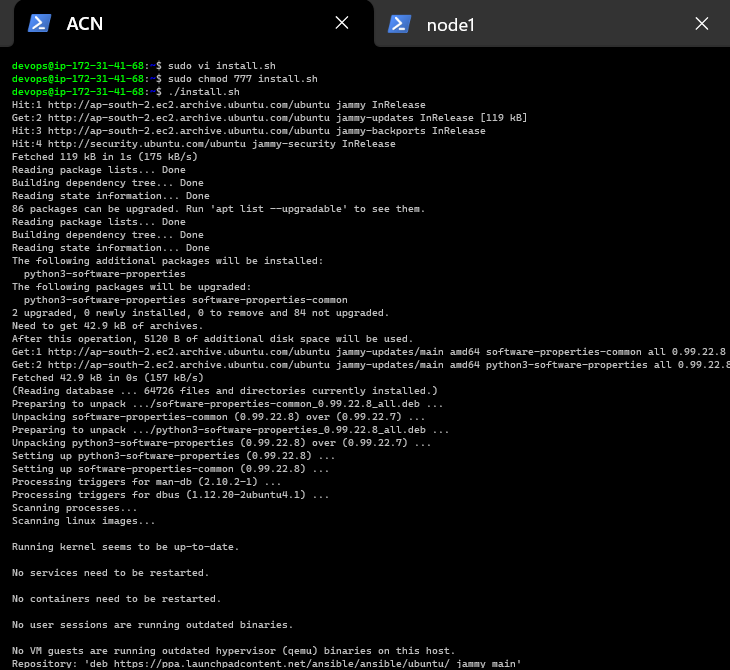 ACN
node1
devops@ip-172-31-41-68:~$ sudo vi install.sh
devops@ip-172-31-41-68:~$ sudo chmod 777 install.sh
devops@ip-172-31-41-68:~$ ./install.sh
Hit:1 http://ap-south-2.ec2.archive.ubuntu.com/ubuntu jammy InRelease
Get:2 http://ap-south-2.ec2.archive.ubuntu.com/ubuntu jammy-updates InRelease [119 kB]
Hit:3 http://ap-south-2.ec2.archive.ubuntu.com/ubuntu jammy-backports InRelease
Hit:4 http://security.ubuntu.com/ubuntu jammy-security InRelease
Fetched 119 kB in 1s (175 kB/s)
Reading package lists... Done
Building dependency tree... Done
Reading state information... Done
86 packages can be upgraded. Run 'apt list --upgradable' to see them.
Reading package lists... Done
Building dependency tree... Done
Reading state information... Done
The following additional packages will be installed:
  python3-software-properties
The following packages will be upgraded:
  python3-software-properties software-properties-common
2 upgraded, 0 newly installed, 0 to remove and 84 not upgraded.
Need to get 42.9 kB of archives.
After this operation, 5120 B of additional disk space will be used.
Get:1 http://ap-south-2.ec2.archive.ubuntu.com/ubuntu jammy-updates/main amd64 software-properties-common all 0.99.22.8
Get:2 http://ap-south-2.ec2.archive.ubuntu.com/ubuntu jammy-updates/main amd64 python3-software-properties all 0.99.22.8
Fetched 42.9 kB in 0s (157 kB/s)
(Reading database ... 64726 files and directories currently installed.)
Preparing to unpack .../software-properties-common_0.99.22.8_all.deb ...
Unpacking software-properties-common (0.99.22.8) over (0.99.22.7) ...
Preparing to unpack .../python3-software-properties_0.99.22.8_all.deb ...
Unpacking python3-software-properties (0.99.22.8) over (0.99.22.7) ...
Setting up python3-software-properties (0.99.22.8) ...
Setting up software-properties-common (0.99.22.8) ...
Processing triggers for man-db (2.10.2-1) ...
Processing triggers for dbus (1.12.20-2ubuntu4.1) ...
Scanning processes...
Scanning linux images...
Running kernel seems to be up-to-date.
No services need to be restarted.
No containers need to be restarted.
No user sessions are running outdated binaries.
No VM guests are running outdated hypervisor (qemu) binaries on this host.
Repository: 'deb https://ppa.launchpadcontent.net/ansible/ansible/ubuntu/ jammy main'